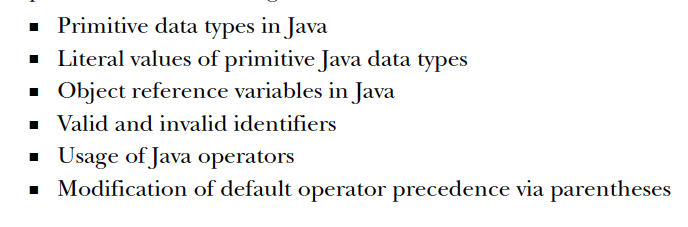 ▪ Primitive data types in Java
▪ Literal values of primitive Java data types
▪ Object reference variables in Java
▪ Valid and invalid identifiers
▪ Usage of Java operators
▪ Modification of default operator precedence via parentheses